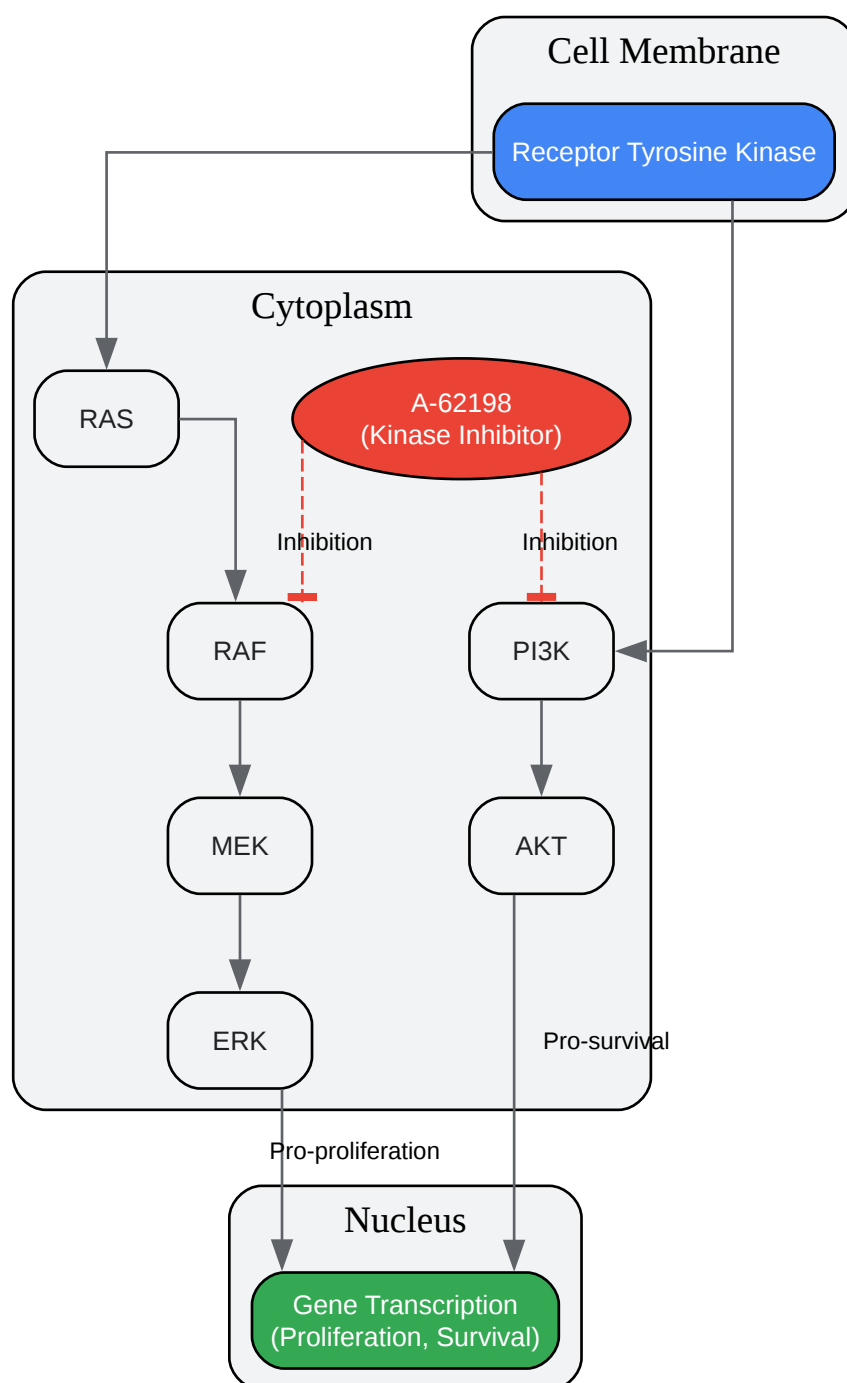 Cell Membrane
Receptor Tyrosine Kinase
Cytoplasm
RAS
A-62198
(Kinase Inhibitor)
Inhibition
Inhibition
RAF
PI3K
MEK
AKT
ERK
Pro-survival
Pro-proliferation
Nucleus
Gene Transcription
(Proliferation, Survival)